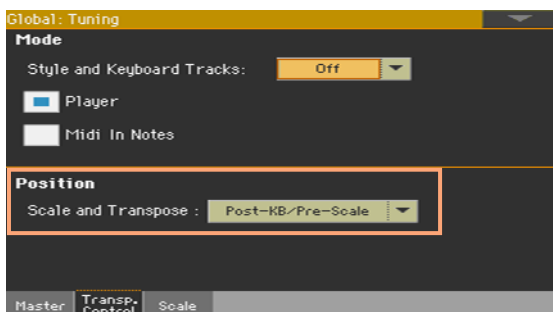 Global: Tuning
Mode
Style and Keyboard Tracks: Off
Player
Midi In Notes
Position
Scale and Transpose : Post-KB/Pre-Scale
Master Transp. Control Scale